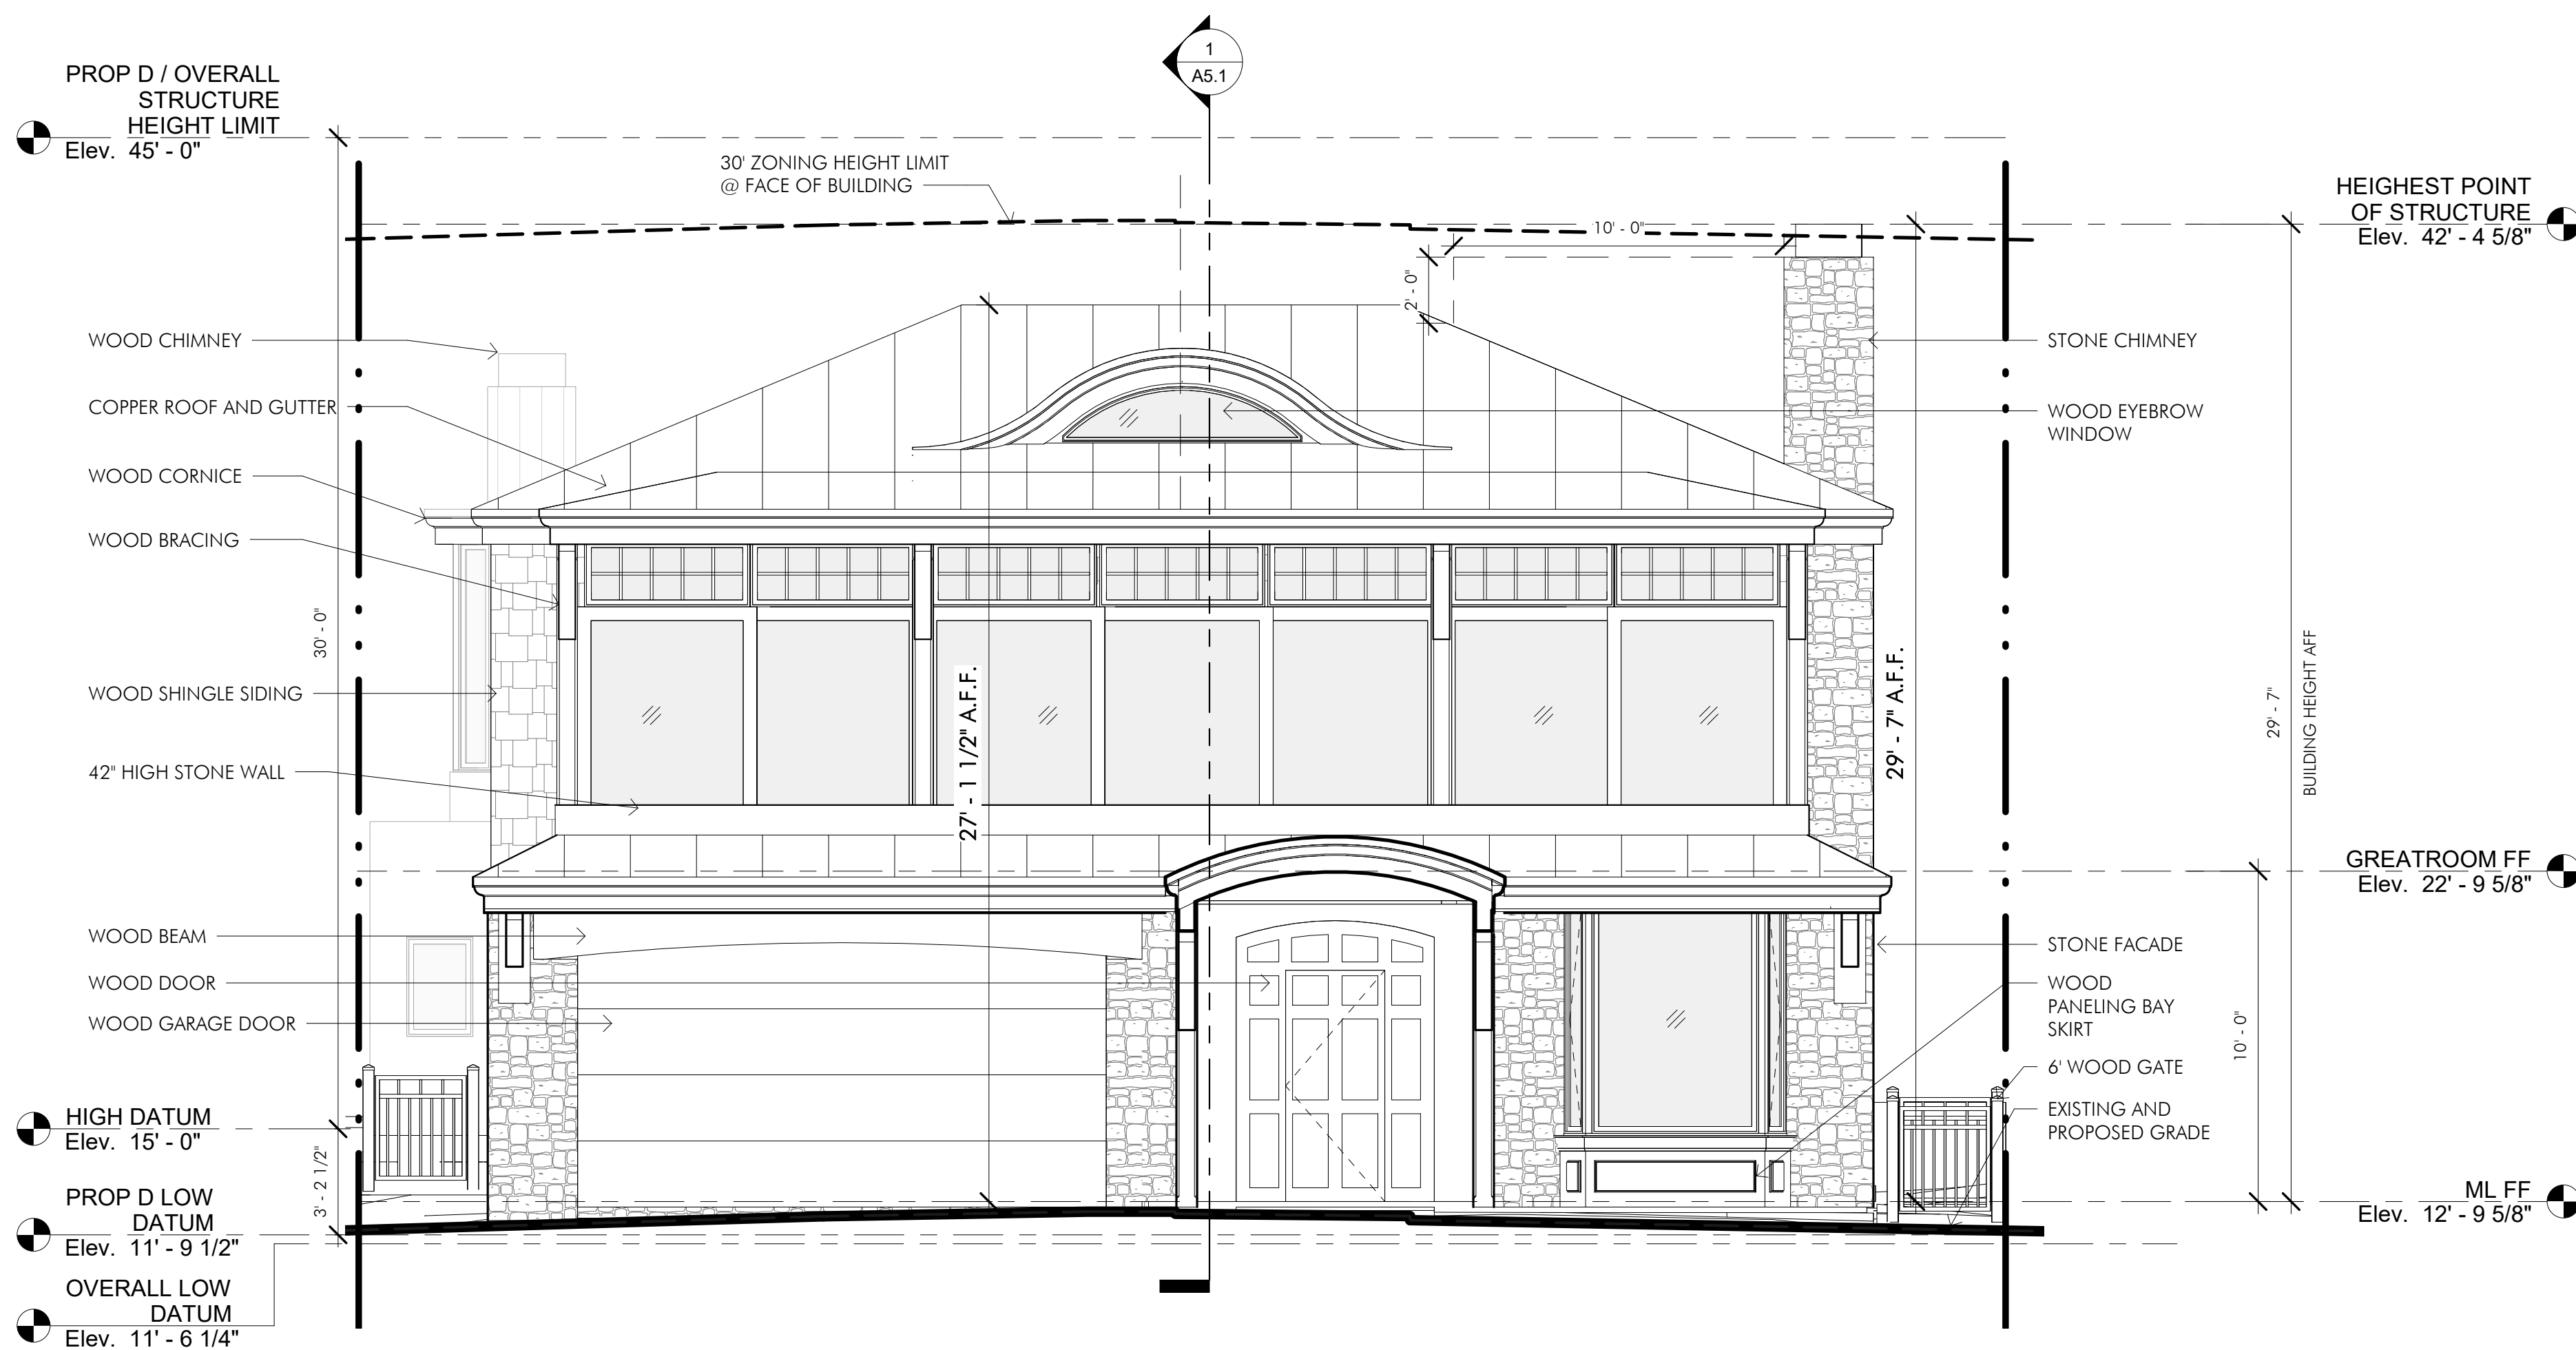 1
A5.1
PROP D / OVERALL
STRUCTURE
HEIGHT LIMIT
Elev. 45' - 0"
30' ZONING HEIGHT LIMIT
@ FACE OF BUILDING
HEIGHEST POINT
OF STRUCTURE
Elev. 42' - 4 5/8"
10' - 0"
2' - 0"
WOOD CHIMNEY
COPPER ROOF AND GUTTER
WOOD CORNICE
WOOD BRACING
30' - 0"
WOOD SHINGLE SIDING
42" HIGH STONE WALL
WOOD BEAM
WOOD DOOR
WOOD GARAGE DOOR
HIGH DATUM
Elev. 15' - 0"
3' - 2 1/2"
PROP D LOW
DATUM
Elev. 11' - 9 1/2"
OVERALL LOW
DATUM
Elev. 11' - 6 1/4"
27' - 1 1/2" A.F.F.
29' - 7" A.F.F.
STONE CHIMNEY
WOOD EYEBROW
WINDOW
29' - 7"
BUILDING HEIGHT AFF
GREATROOM FF
Elev. 22' - 9 5/8"
STONE FACADE
WOOD
PANELING BAY
SKIRT
10' - 0"
6' WOOD GATE
EXISTING AND
PROPOSED GRADE
ML FF
Elev. 12' - 9 5/8"